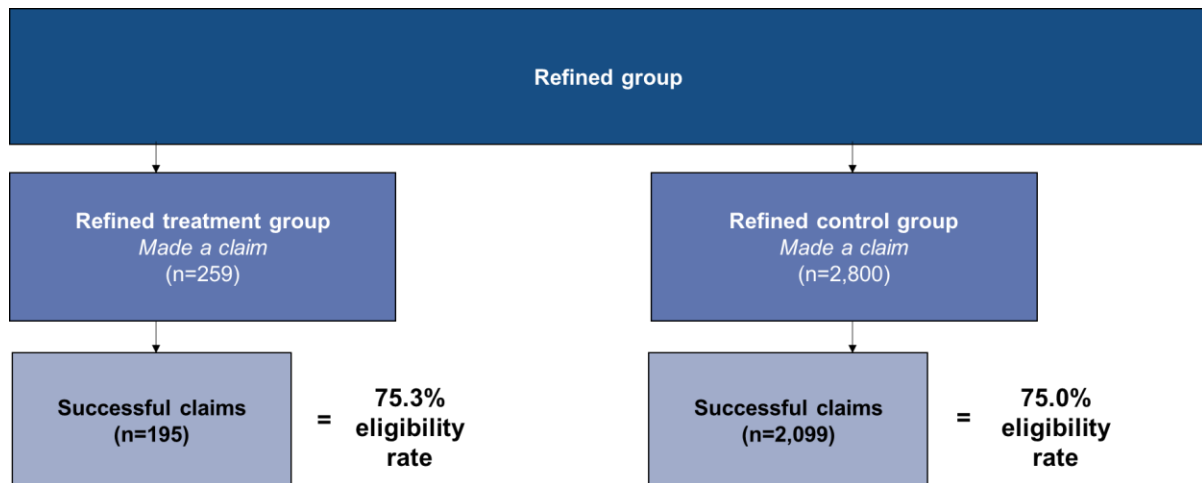 Refined group
Refined treatment group
Made a claim
(n=259)
Refined control group
Made a claim
(n=2,800)
Successful claims
(n=195)
=
75.3%
eligibility
rate
Successful claims
(n=2,099)
=
75.0%
eligibility
rate